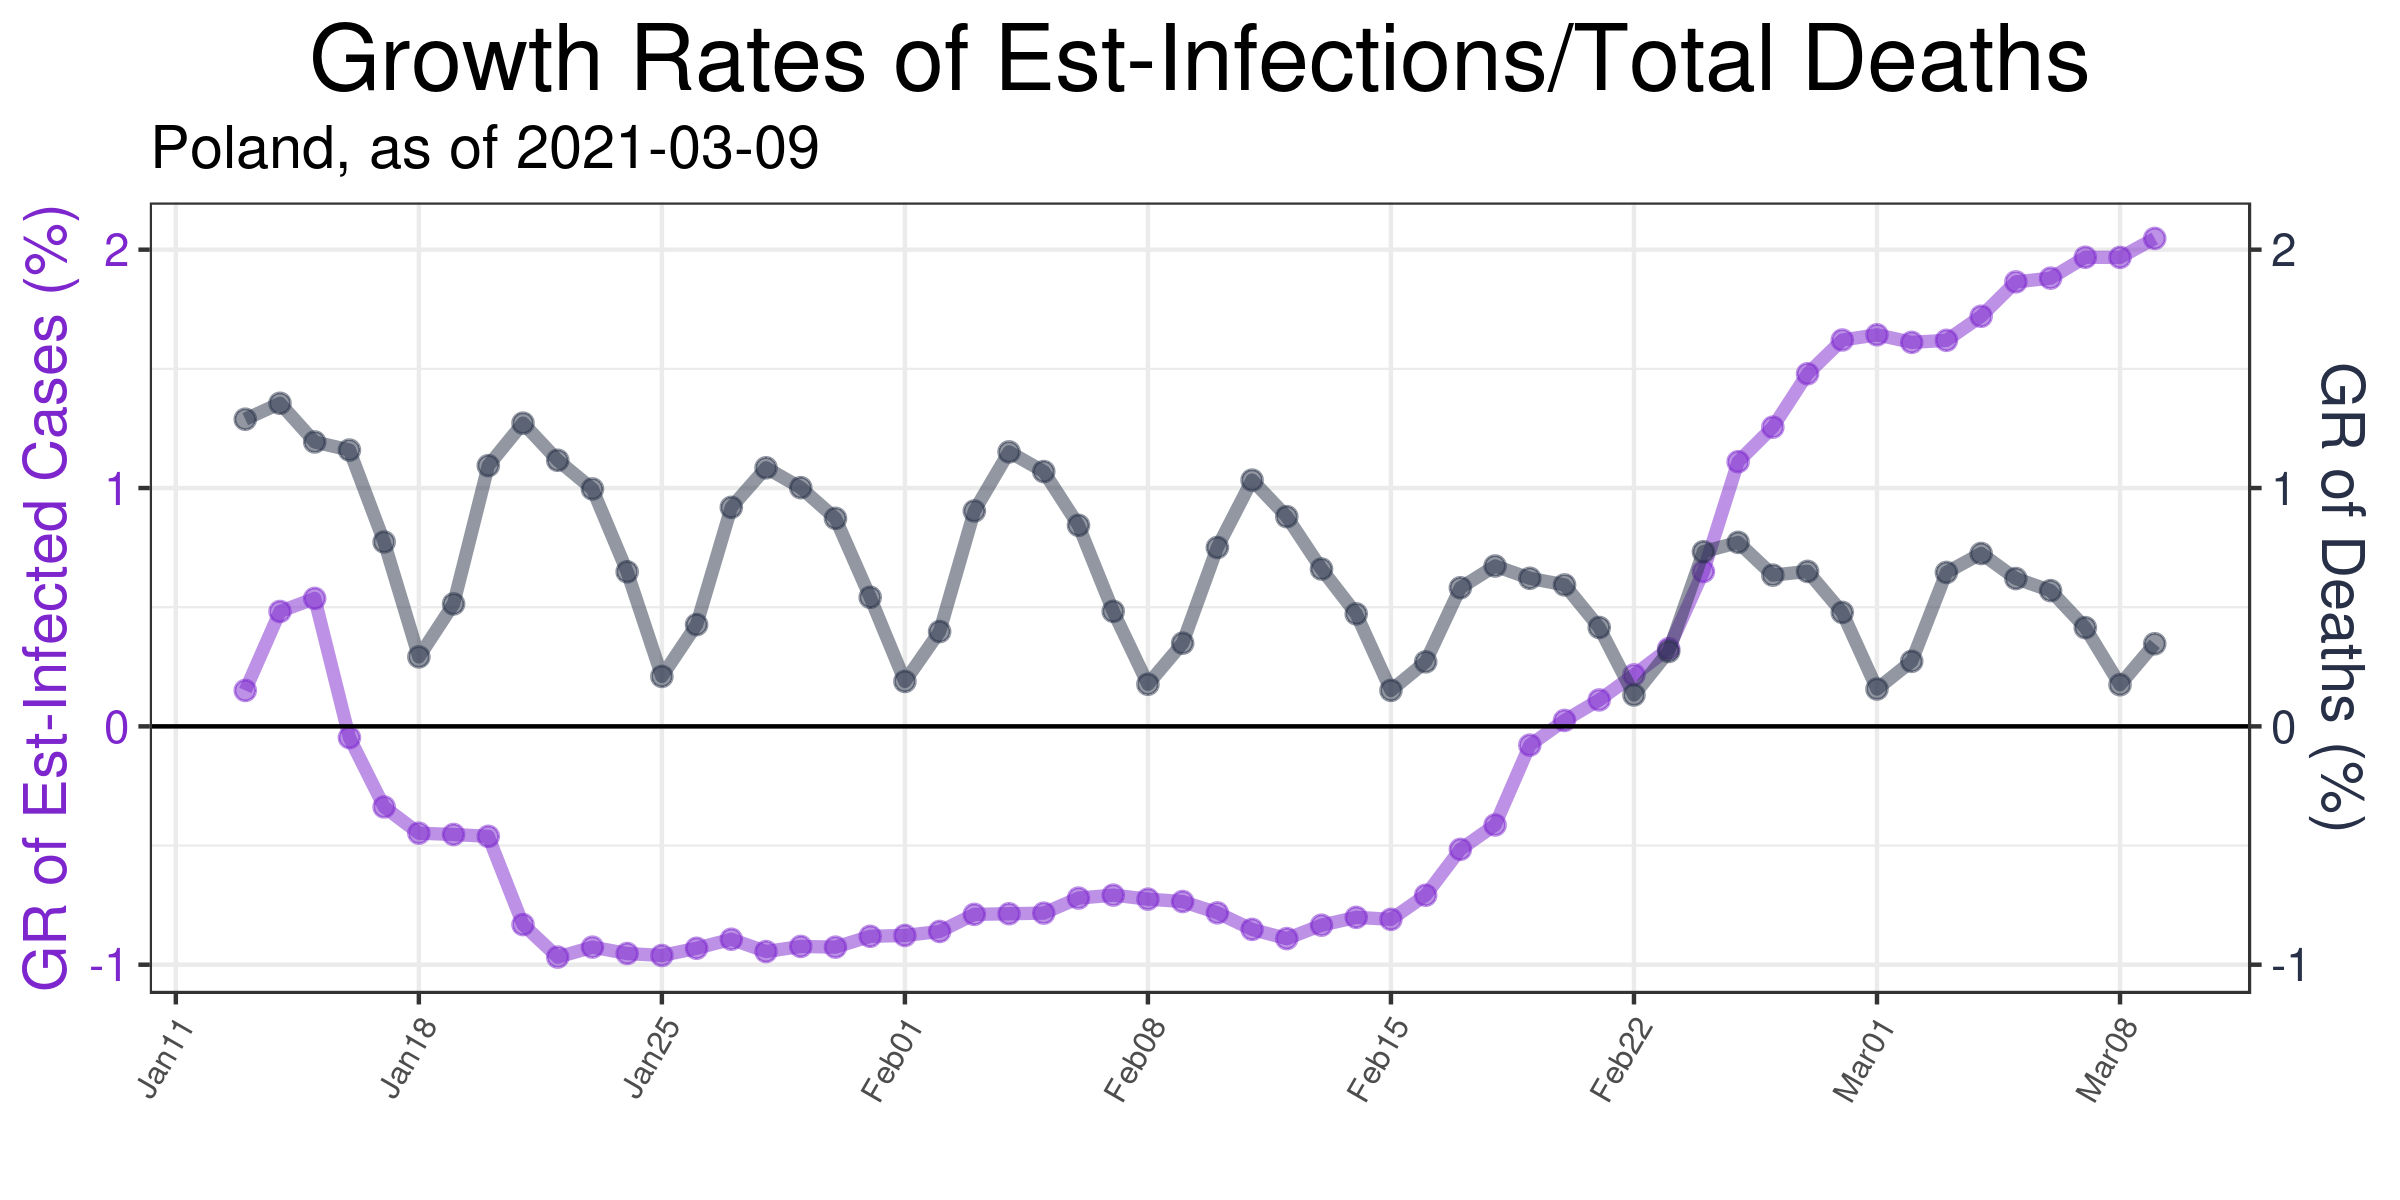 Growth Rates of Est-Infections/Total Deaths
Poland, as of 2021-03-09
GR of Est-Infected Cases (%)
2
1
0
-1
2
1
0
-1
GR of Deaths (%)
Jan11
Jan18
Jan25
Feb01
Feb08
Feb15
Feb22
Mar01
Mar08